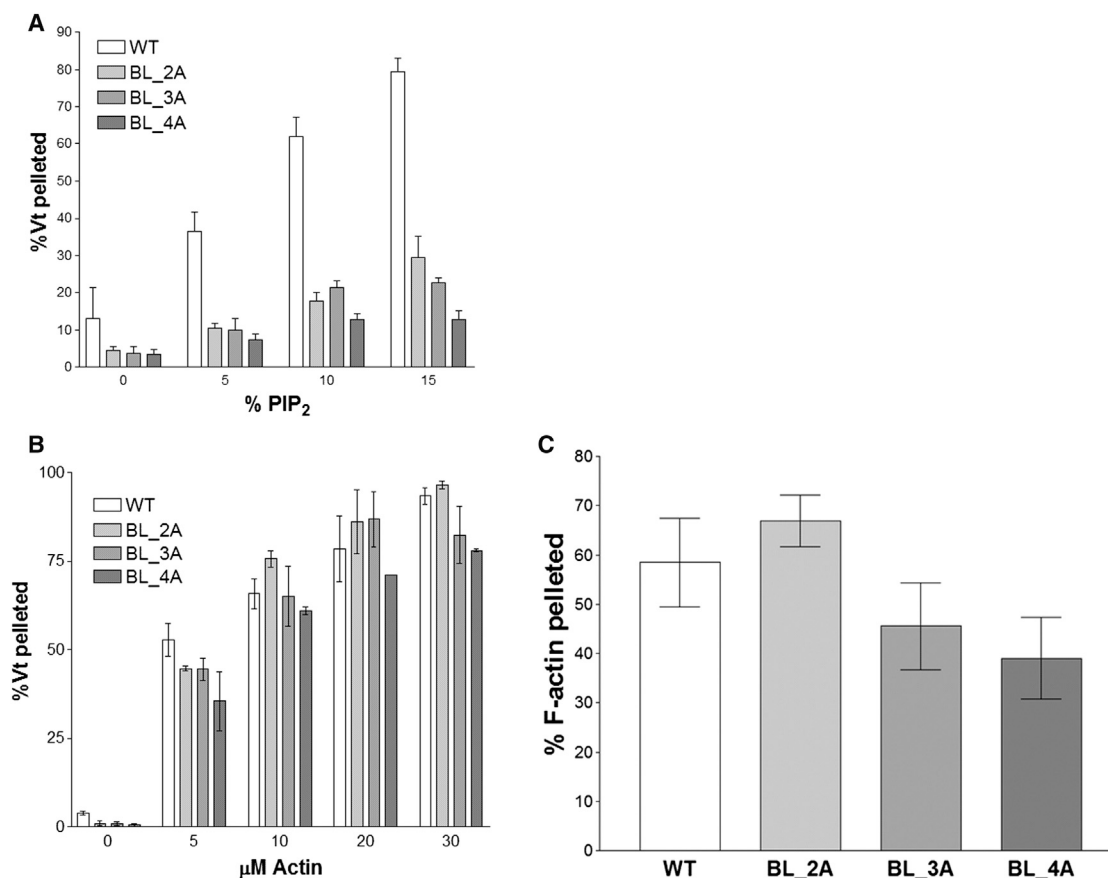 A
WT
BL_2A
BL_3A
BL_4A
%Vt pelleted
90
80
70
60
50
40
30
20
10
0
0 5 10 15
% PIP2
B
WT
BL_2A
BL_3A
BL_4A
%Vt pelleted
100
75
50
25
0
0 5 10 20 30
μM Actin
C
% F-actin pelleted
80
70
60
50
40
30
20
10
0
WT BL_2A BL_3A BL_4A